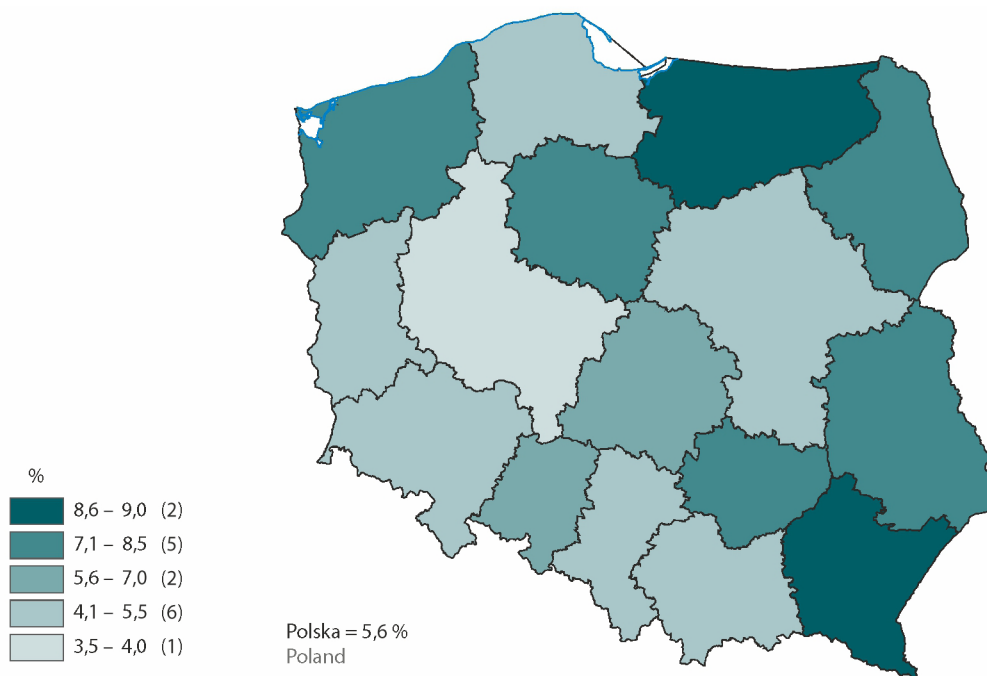 %
8,6 – 9,0 (2)
7,1 – 8,5 (5)
5,6 – 7,0 (2)
4,1 – 5,5 (6)
3,5 – 4,0 (1)
Polska = 5,6 %
Poland